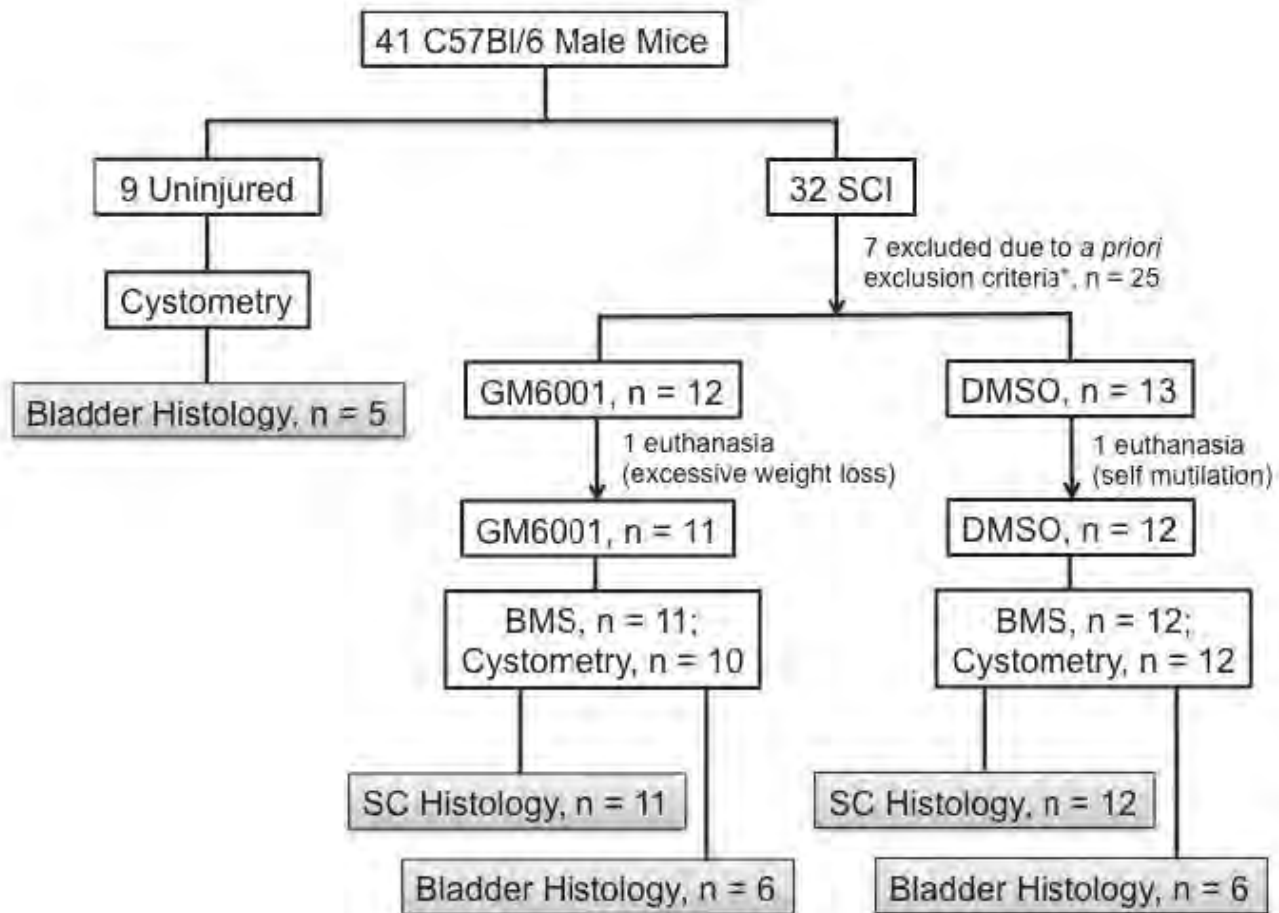 41 C57Bl/6 Male Mice
9 Uninjured
32 SCI
7 excluded due to a priori
exclusion criteria*, n = 25
Cystometry
Bladder Histology, n = 5
GM6001, n = 12
DMSO, n = 13
1 euthanasia
(excessive weight loss)
1 euthanasia
(self mutilation)
GM6001, n = 11
DMSO, n = 12
BMS, n = 11;
Cystometry, n = 10
BMS, n = 12;
Cystometry, n = 12
SC Histology, n = 11
SC Histology, n = 12
Bladder Histology, n = 6
Bladder Histology, n = 6